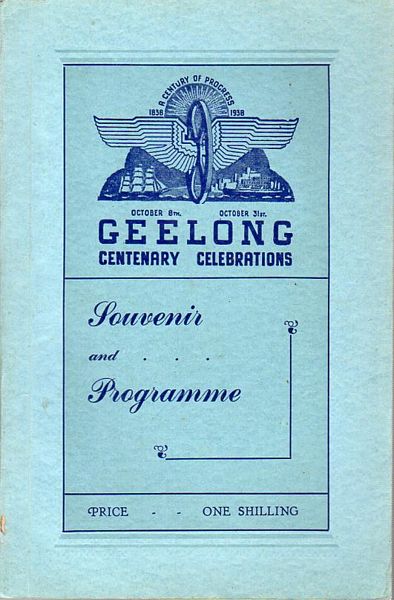 A CENTURY OF PROGRESS
1838 1938
OCTOBER 8TH. OCTOBER 31ST.
GEELONG
CENTENARY CELEBRATIONS
Souvenir
and . . .
Programme
PRICE - - ONE SHILLING